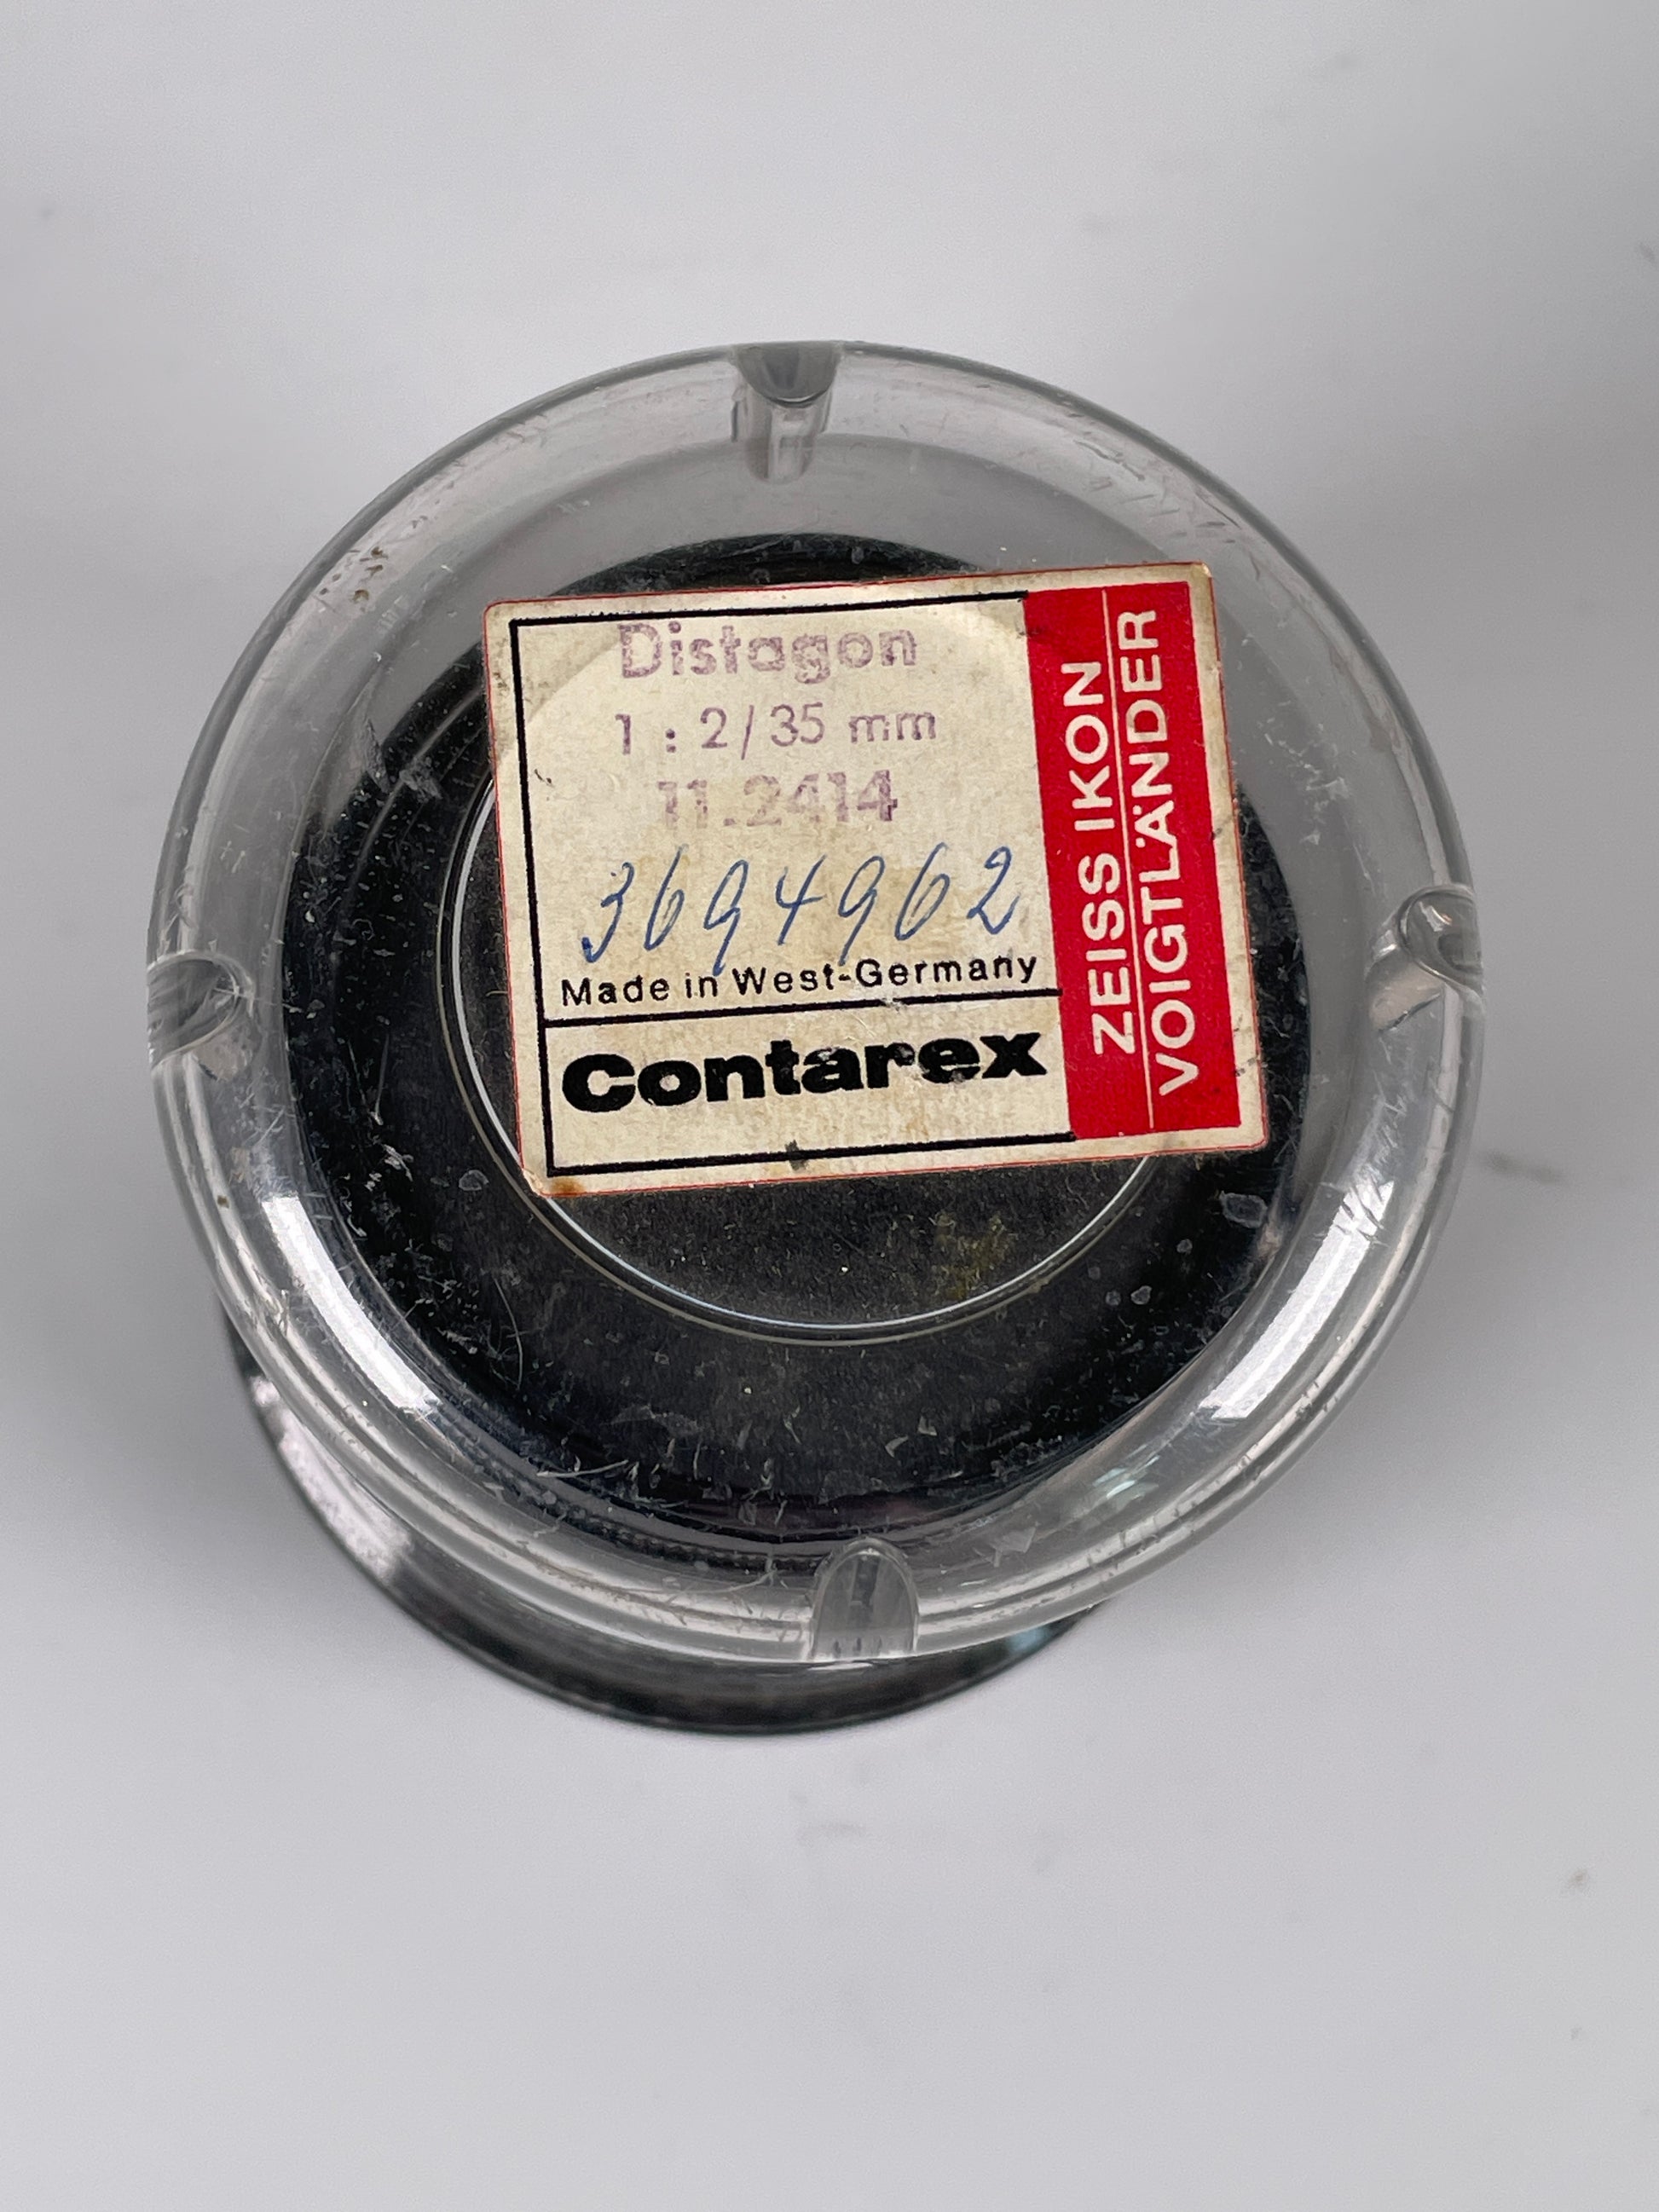 Distagon
1 : 2/35 mm
11.2414
3694962
Made in West-Germany
Contarex
ZEISS IKON
VOIGTLÄNDER